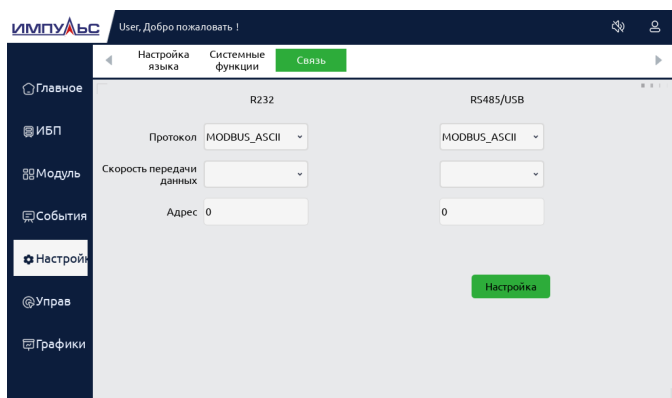 ИМПУЛЬС
User, Добро пожаловать !
Настройка
языка
Системные
функции
Связь
Главное
ИБП
Модуль
События
Настройк
Управ
Графики
R232
RS485/USB
Протокол
MODBUS_ASCII
MODBUS_ASCII
Скорость передачи
данных
Адрес
0
0
Настройка